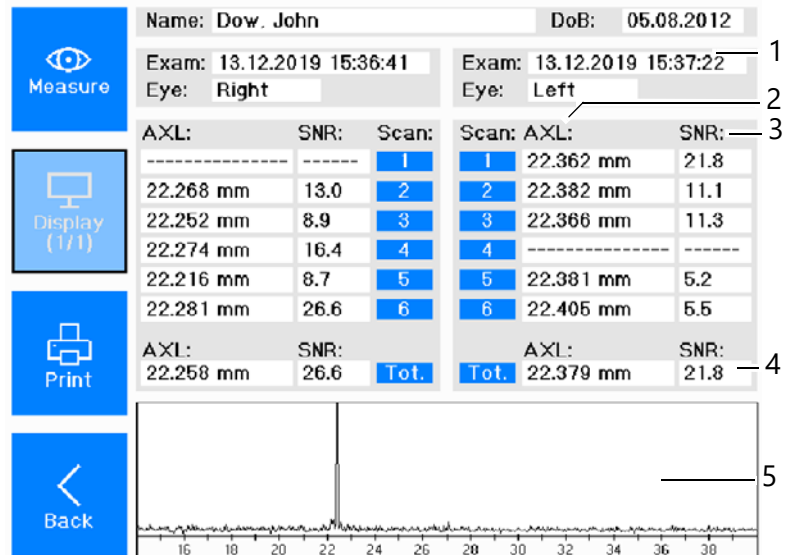 Name: Dow, John DoB: 05.08.2012
Measure
Exam: 13.12.2019 15:36:41 Exam: 13.12.2019 15:37:22 1
Eye: Right Eye: Left
2
AXL: SNR: Scan: Scan: AXL: SNR: 3
--------------- ------ 1 1 22.362 mm 21.8
22.268 mm 13.0 2 2 22.382 mm 11.1
Display
(1/1)
22.252 mm 8.9 3 3 22.366 mm 11.3
22.274 mm 16.4 4 4 --------------- ------
22.216 mm 8.7 5 5 22.381 mm 5.2
22.281 mm 26.6 6 6 22.405 mm 5.5
AXL: SNR: AXL: SNR:
22.258 mm 26.6 Tot. Tot. 22.379 mm 21.8 4
Print
5
Back
16 18 20 22 24 26 28 30 32 34 36 38